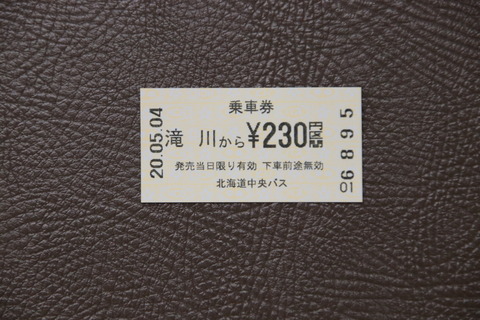 乗車券
滝 川から¥230円区間
発売当日限り有効 下車前途無効
北海道中央バス
20.05.04
6895
01